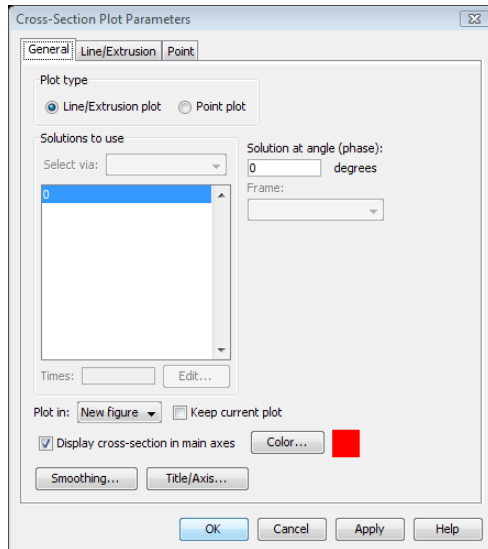 Cross-Section Plot Parameters
General Line/Extrusion Point
Plot type
Line/Extrusion plot Point plot
Solutions to use
Select via:
0
Times: Edit...
Solution at angle (phase):
0 degrees
Frame:
Plot in: New figure Keep current plot
Display cross-section in main axes Color...
Smoothing... Title/Axis...
OK Cancel Apply Help